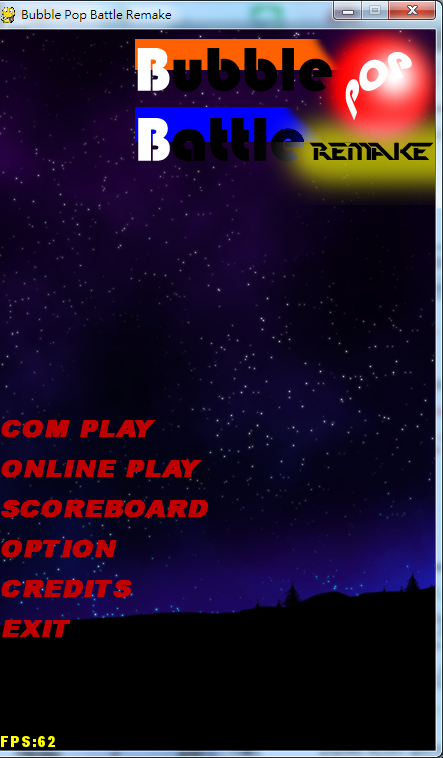 Bubble Pop Battle Remake
Bubble
POP
Battle
REMAKE
COM PLAY
ONLINE PLAY
SCOREBOARD
OPTION
CREDITS
EXIT
FPS:62